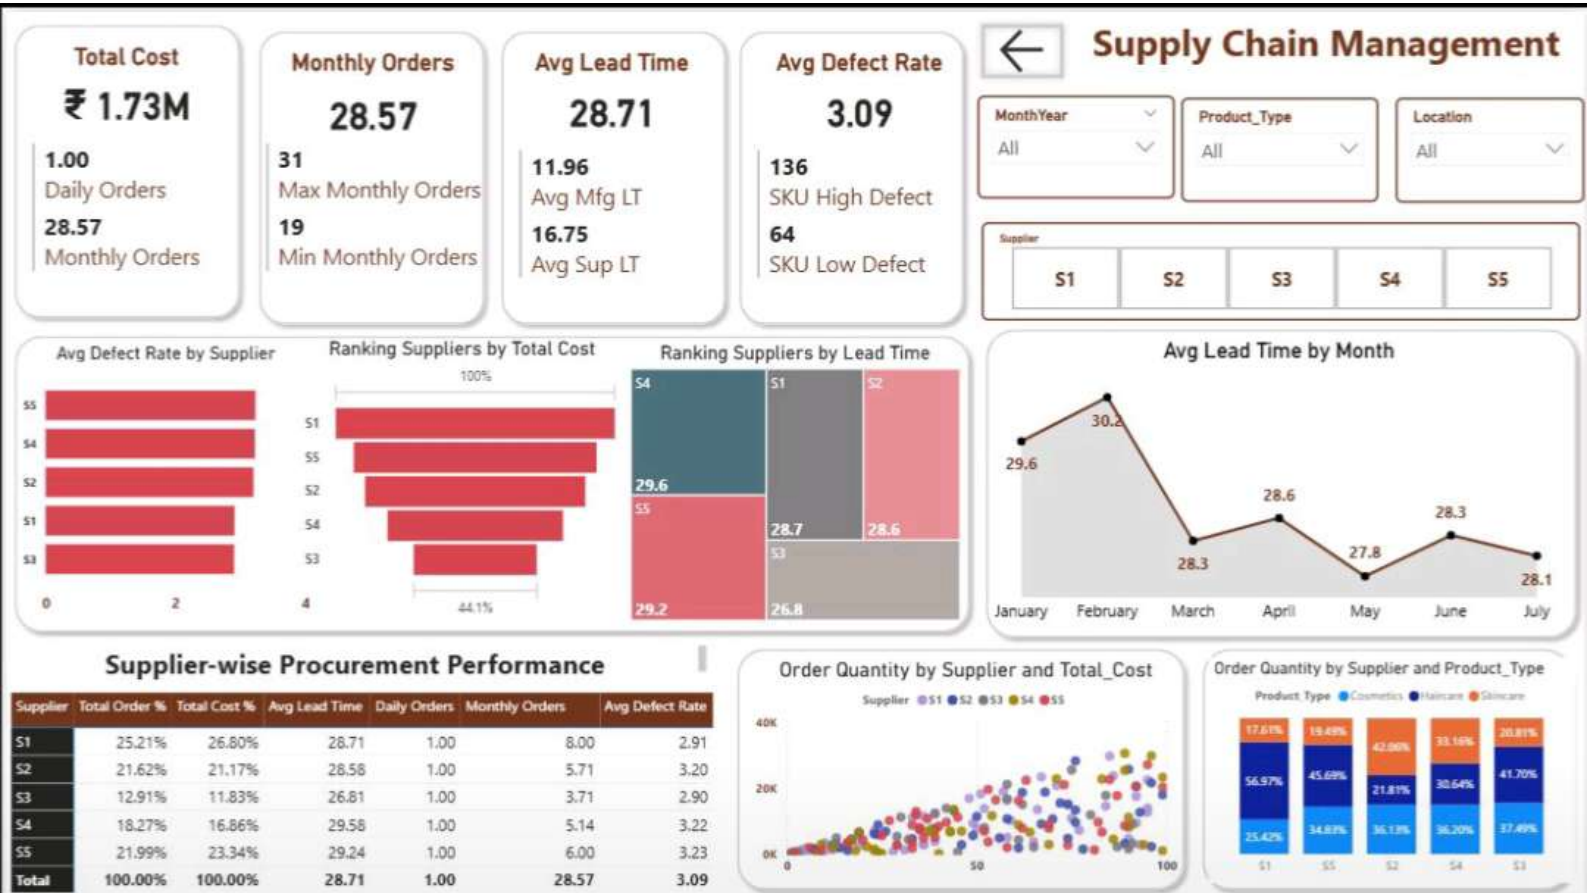 Total Cost
₹ 1.73M
1.00
Daily Orders
28.57
Monthly Orders
Monthly Orders
28.57
31
Max Monthly Orders
19
Min Monthly Orders
Avg Lead Time
28.71
11.96
Avg Mfg LT
16.75
Avg Sup LT
Avg Defect Rate
3.09
136
SKU High Defect
64
SKU Low Defect
Supply Chain Management
MonthYear
All
Product_Type
All
Location
All
Supplier
S1 S2 S3 S4 S5
Avg Defect Rate by Supplier
S5
S4
S2
S1
S3
0 2 4
Ranking Suppliers by Total Cost
100%
S1
S5
S2
S4
S3
44.1%
Ranking Suppliers by Lead Time
S4
29.6
S5
29.2
S1
28.7
S2
28.6
S3
26.8
Avg Lead Time by Month
29.6
30.2
28.3
28.6
27.8
28.3
28.1
January February March April May June July
Supplier-wise Procurement Performance
Supplier Total Order % Total Cost % Avg Lead Time Daily Orders Monthly Orders Avg Defect Rate
S1 25.21% 26.80% 28.71 1.00 8.00 2.91
S2 21.62% 21.17% 28.58 1.00 5.71 3.20
S3 12.91% 11.83% 26.81 1.00 3.71 2.90
S4 18.27% 16.86% 29.58 1.00 5.14 3.22
S5 21.99% 23.34% 29.24 1.00 6.00 3.23
Total 100.00% 100.00% 28.71 1.00 28.57 3.09
Order Quantity by Supplier and Total_Cost
Supplier S1 S2 S3 S4 S5
40K
20K
0K
0 50 100
Order Quantity by Supplier and Product_Type
Product Type Cosmetics Haircare Skincare
17.61% 19.49% 42.06% 33.16% 20.81%
56.97% 45.69% 21.81% 30.64% 41.70%
25.42% 34.83% 36.13% 36.20% 37.49%
S1 S5 S2 S4 S3